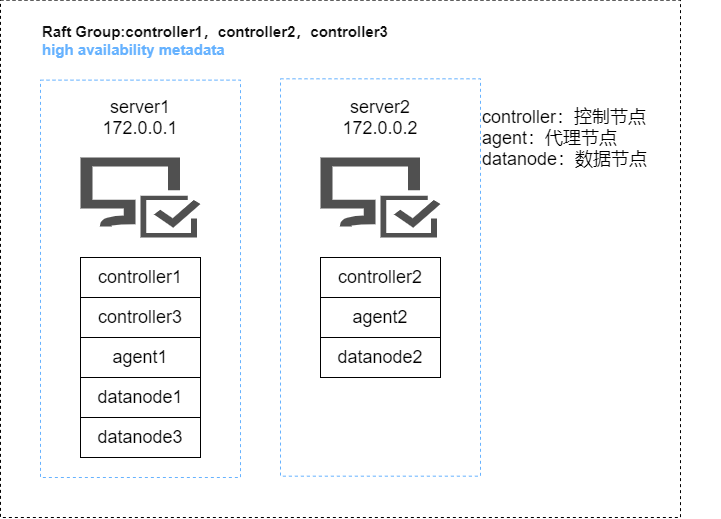 Raft Group:controller1，controller2，controller3
high availability metadata
server1
172.0.0.1
controller1
controller3
agent1
datanode1
datanode3
server2
172.0.0.2
controller2
agent2
datanode2
controller：控制节点
agent：代理节点
datanode：数据节点